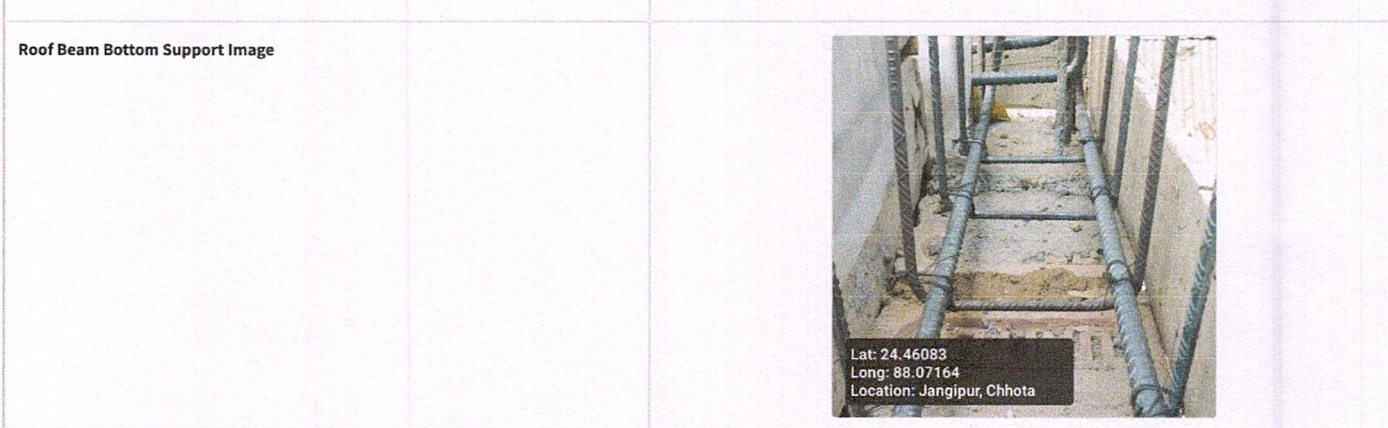 Roof Beam Bottom Support Image
Lat: 24.46083
Long: 88.07164
Location: Jangipur, Chhota